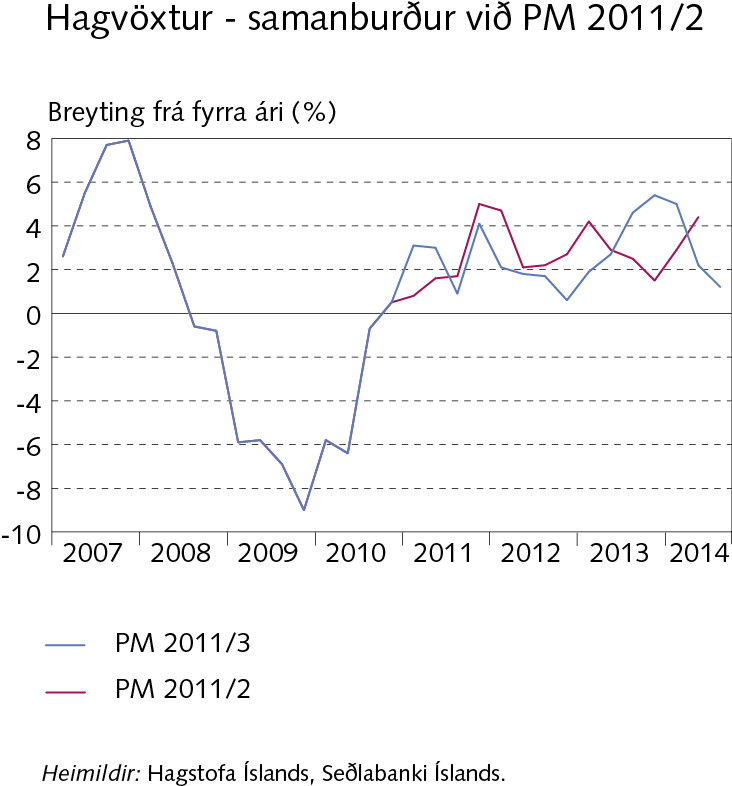 Hagvöxtur - samanburður við PM 2011/2
Breyting frá fyrra ári (%)
8
6
4
2
0
-2
-4
-6
-8
-10
2007 2008 2009 2010 2011 2012 2013 2014
PM 2011/3
PM 2011/2
Heimildir: Hagstofa Íslands, Seðlabanki Íslands.